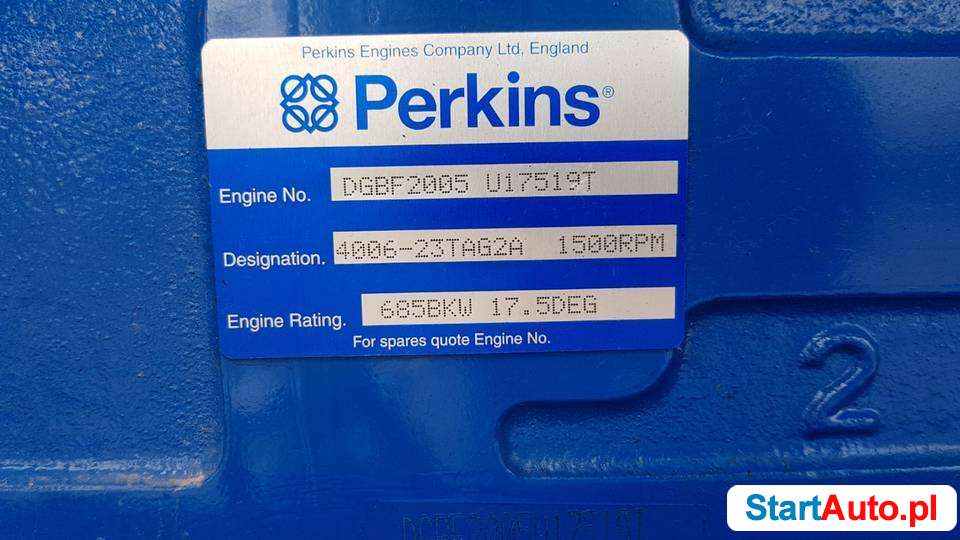 Perkins Engines Company Ltd, England
Perkins®
Engine No. DGBF2005 U17519T
Designation. 4006-23TAG2A 1500RPM
Engine Rating. 685BKW 17.5DEG
For spares quote Engine No.
2
StartAuto.pl